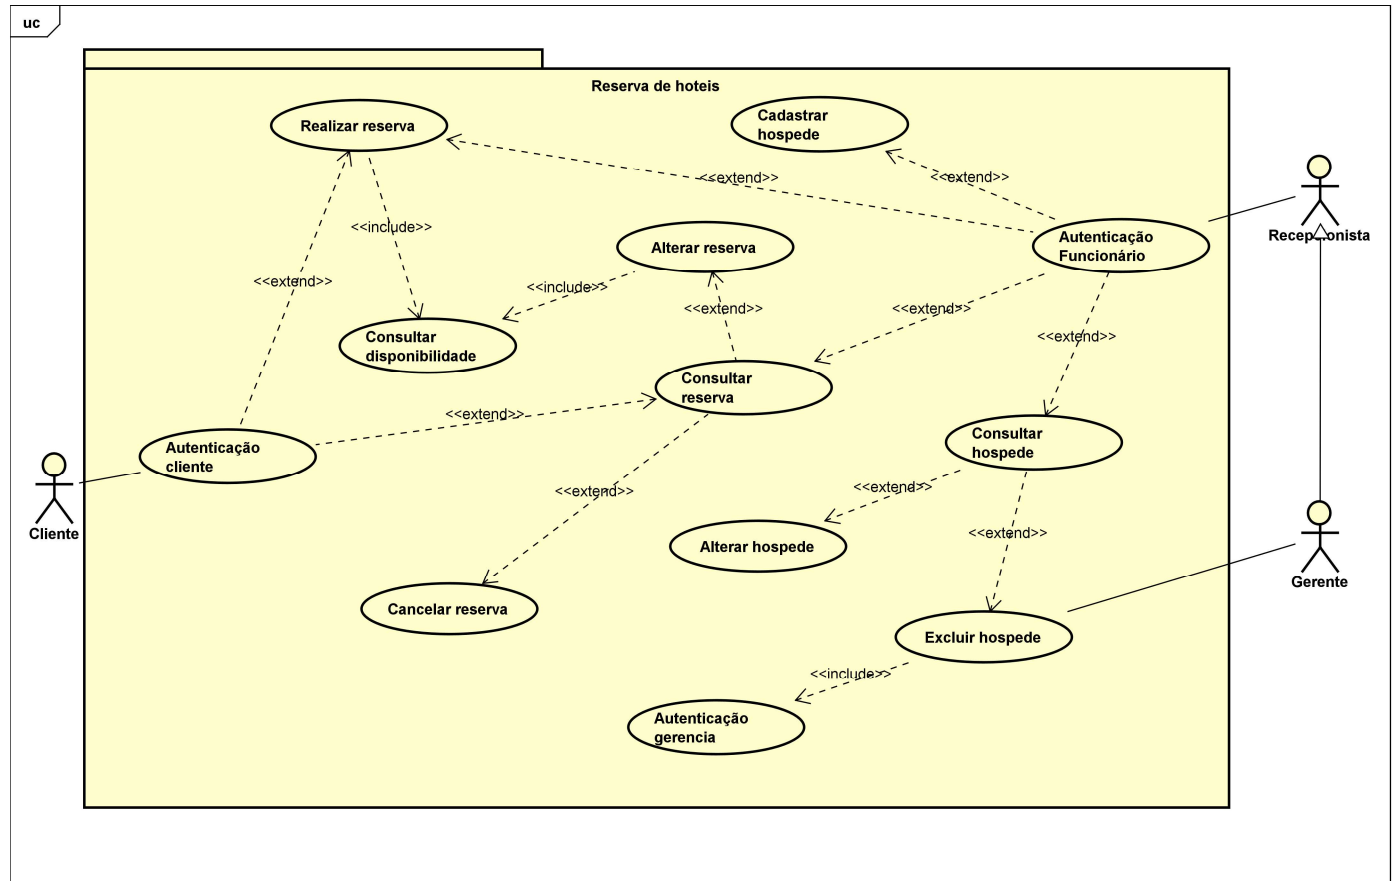 uc
Reserva de hoteis
Realizar reserva
Cadastrar
hospede
<<extend>>
<<extend>>
<<include>>
Alterar reserva
Autenticação
Funcionário
Recepcionista
<<extend>>
<<include>>
<<extend>>
<<extend>>
<<extend>>
Consultar
disponibilidade
Consultar
reserva
<<extend>>
Autenticação
cliente
Consultar
hospede
Cliente
<<extend>>
<<extend>>
<<extend>>
Alterar hospede
Gerente
Cancelar reserva
Excluir hospede
<<include>>
Autenticação
gerencia